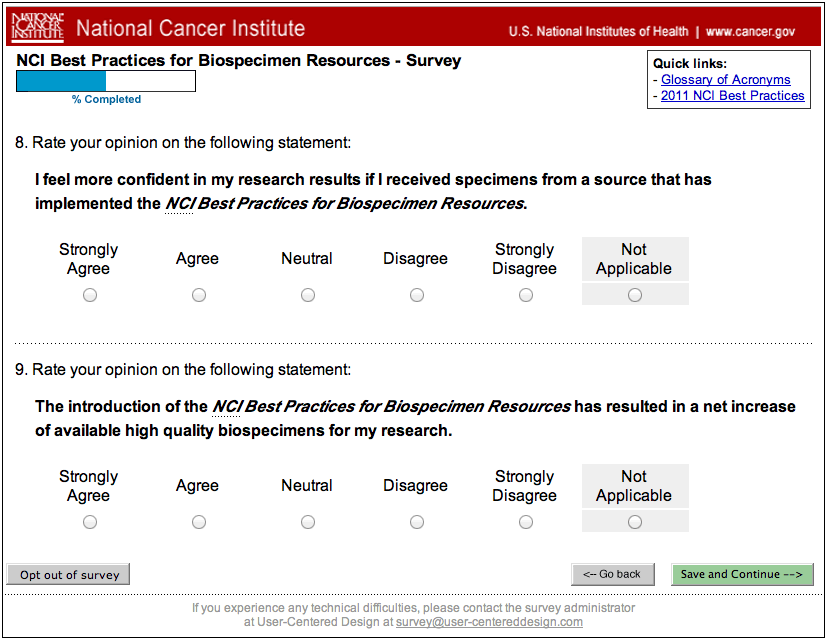 NATIONAL CANCER INSTITUTE National Cancer Institute U.S. National Institutes of Health | www.cancer.gov
NCI Best Practices for Biospecimen Resources - Survey
% Completed
Quick links:
- Glossary of Acronyms
- 2011 NCI Best Practices
8. Rate your opinion on the following statement:
I feel more confident in my research results if I received specimens from a source that has
implemented the NCI Best Practices for Biospecimen Resources.
Strongly Agree Agree Neutral Disagree Strongly Disagree Not Applicable
9. Rate your opinion on the following statement:
The introduction of the NCI Best Practices for Biospecimen Resources has resulted in a net increase
of available high quality biospecimens for my research.
Strongly Agree Agree Neutral Disagree Strongly Disagree Not Applicable
Opt out of survey <-- Go back Save and Continue -->
If you experience any technical difficulties, please contact the survey administrator
at User-Centered Design at survey@user-centereddesign.com